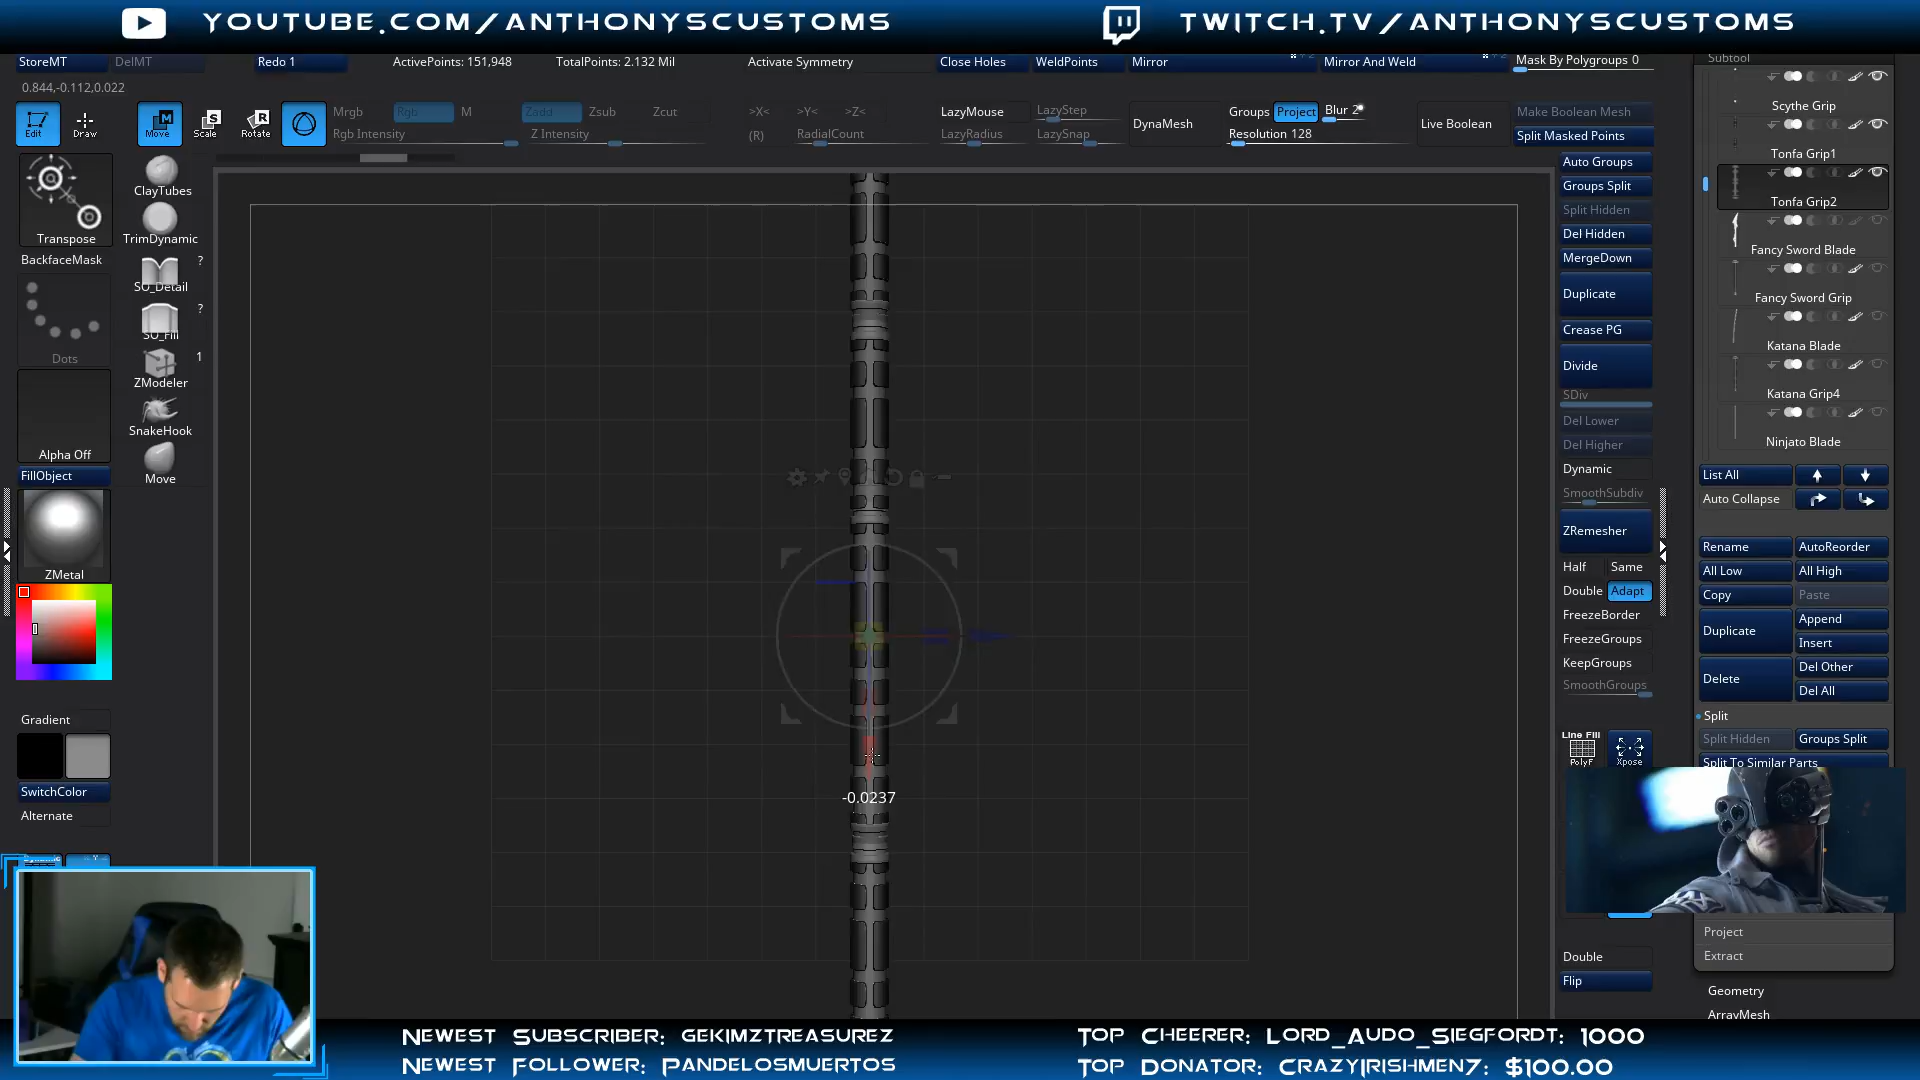 YouTube.com/AnthonysCustoms
Twitch.tv/AnthonysCustoms
StoreMT
DelMT
Redo 1
ActivePoints: 151,948
TotalPoints: 2.132 Mil
Activate Symmetry
Close Holes
WeldPoints
Mirror
Mirror And Weld
Mask By Polygroups 0
Subtool
0.844,-0.112,0.022
Edit
Draw
Move
Scale
Rotate
Mrgb
Rgb
M
Zadd
Zsub
Zcut
Rgb Intensity
Z Intensity
>X<
>Y<
>Z<
(R)
RadialCount
LazyMouse
LazyStep
LazyRadius
LazySnap
DynaMesh
Groups
Project
Blur 2
Resolution 128
Live Boolean
Make Boolean Mesh
Split Masked Points
Transpose
BackfaceMask
Dots
Alpha Off
FillObject
ZMetal
Gradient
SwitchColor
Alternate
ClayTubes
TrimDynamic
?
SO_Detail
?
SO_Fill
1
ZModeler
SnakeHook
Move
-0.0237
Auto Groups
Groups Split
Split Hidden
Del Hidden
MergeDown
Duplicate
Crease PG
Divide
SDiv
Del Lower
Del Higher
Dynamic
SmoothSubdiv
ZRemesher
Half
Same
Double
Adapt
FreezeBorder
FreezeGroups
KeepGroups
SmoothGroups
Line Fill
PolyF
Xpose
Double
Flip
Scythe Grip
Tonfa Grip1
Tonfa Grip2
Fancy Sword Blade
Fancy Sword Grip
Katana Blade
Katana Grip4
Ninjato Blade
List All
Auto Collapse
Rename
AutoReorder
All Low
All High
Copy
Paste
Duplicate
Append
Insert
Delete
Del Other
Del All
Split
Split Hidden
Groups Split
Split To Similar Parts
Project
Extract
Geometry
ArrayMesh
Newest Subscriber: gekimztreasurez
Newest Follower: Pandelosmuertos
Top Cheerer: Lord_Audo_Siegfordt: 1000
Top Donator: CrazyIrishmen7: $100.00